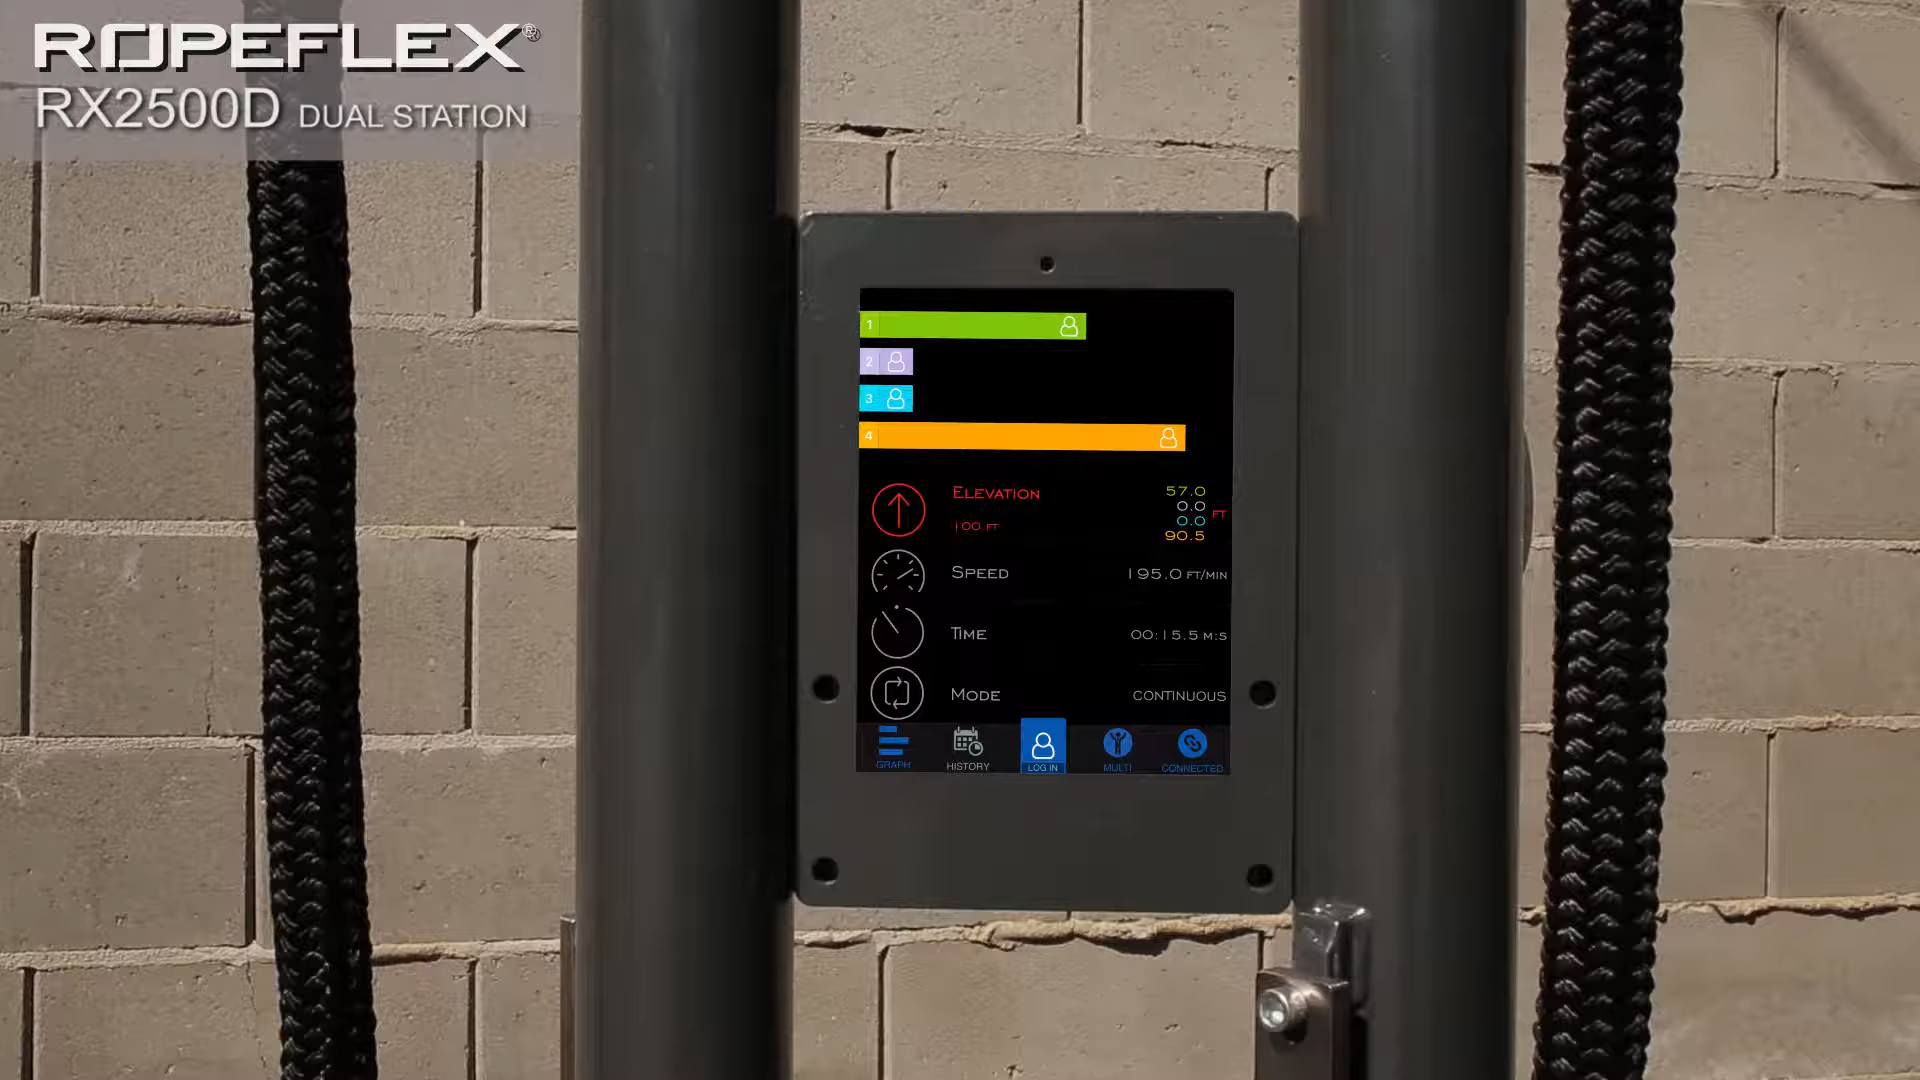 ROPEFLEX®
RX2500D DUAL STATION
1
2
3
4
ELEVATION
100 FT
57.0
0.0
0.0
90.5
FT
SPEED 195.0 FT/MIN
TIME 00:15.5 M:S
MODE CONTINUOUS
GRAPH HISTORY LOG IN MULTI CONNECTED